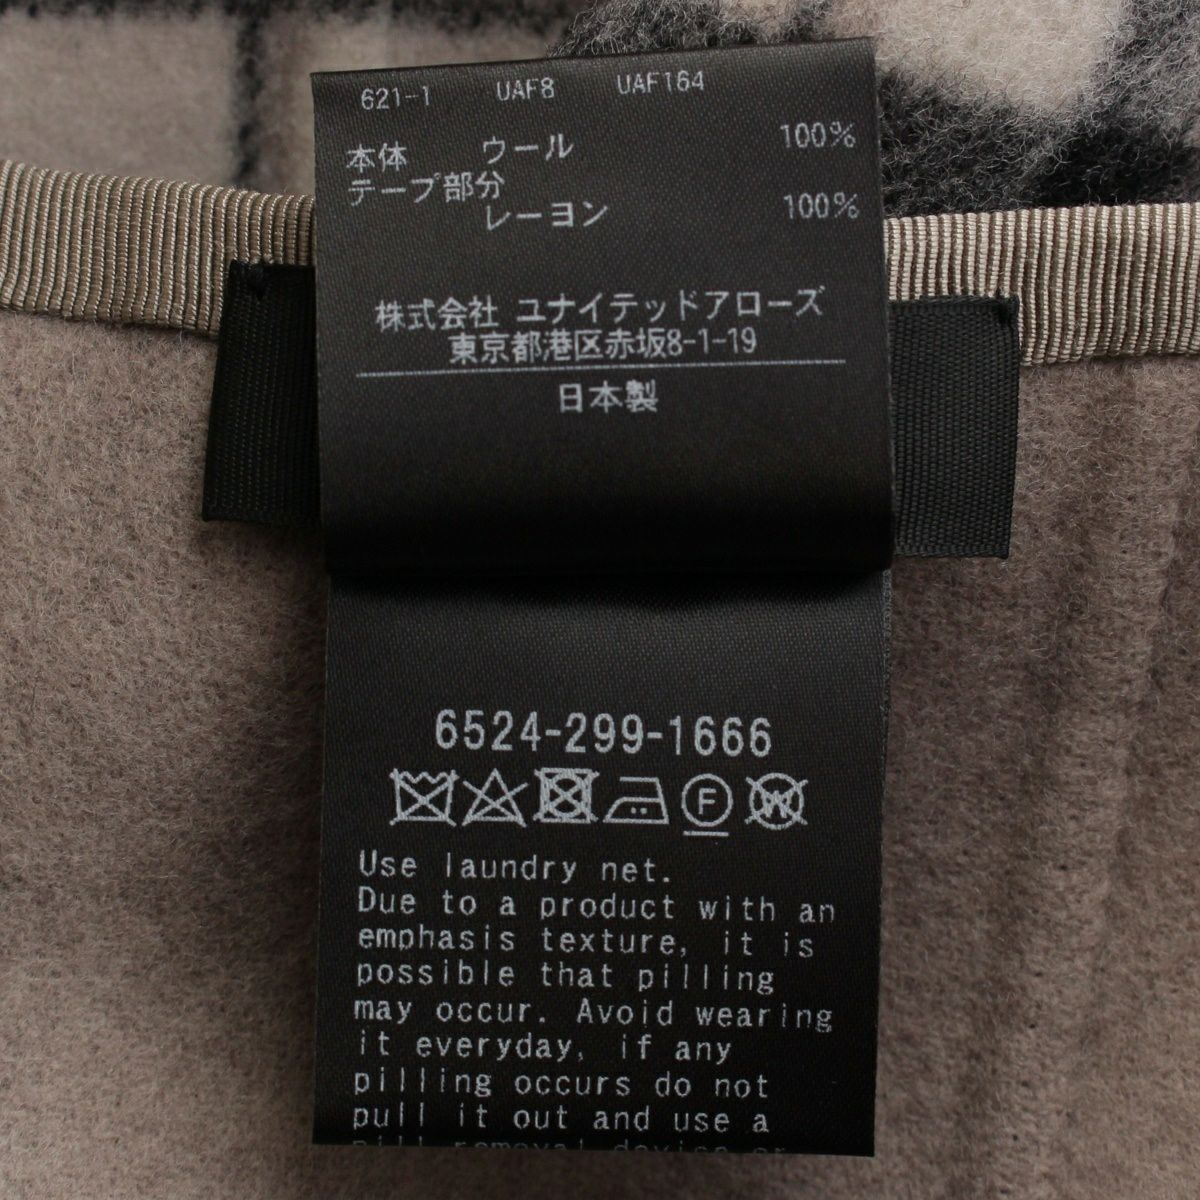 621-1 UAF8 UAF164
本体 ウール 100%
テープ部分
レーヨン 100%
株式会社 ユナイテッドアローズ
東京都港区赤坂8-1-19
日本製
6524-299-1666
F W
Use laundry net.
Due to a product with an
emphasis texture, it is
possible that pilling
may occur. Avoid wearing
it everyday, if any
pilling occurs do not
pull it out and use a
pill removal device or